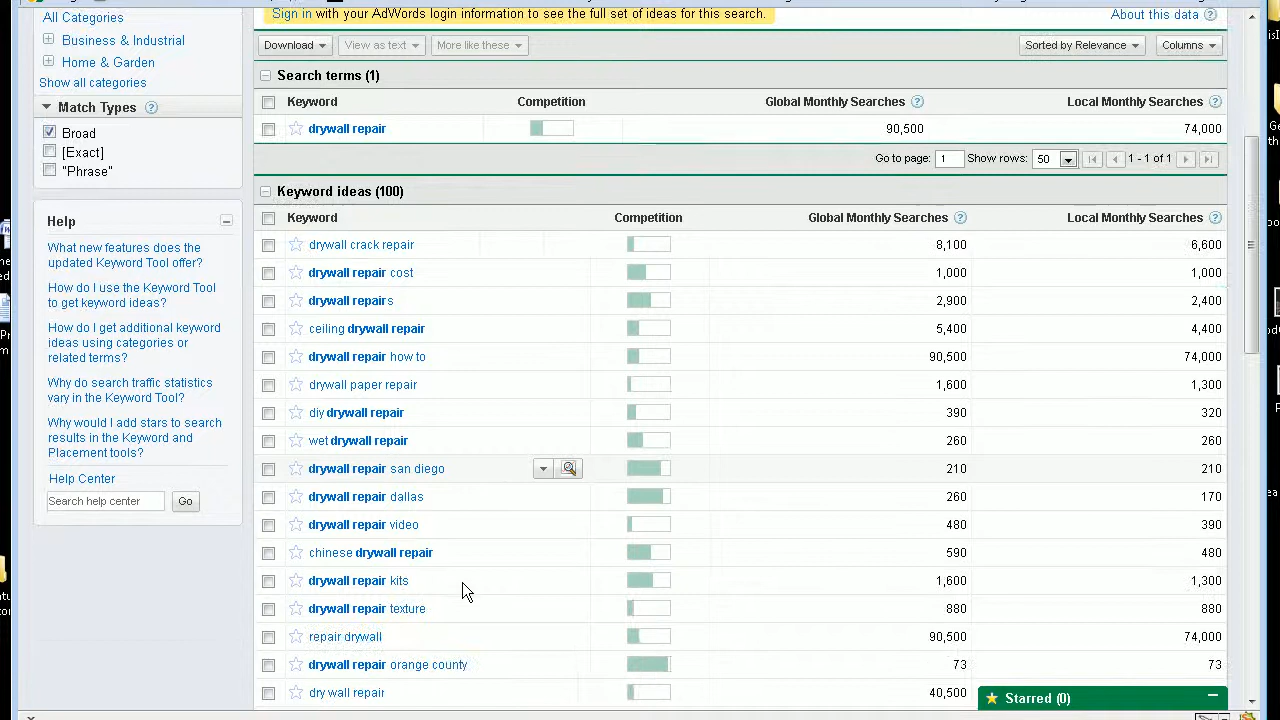 Sign in with your AdWords login information to see the full set of ideas for this search.
About this data ?
All Categories
Business & Industrial
Home & Garden
Show all categories
Match Types ?
Broad
[Exact]
"Phrase"
Help
What new features does the
updated Keyword Tool offer?
How do I use the Keyword Tool
to get keyword ideas?
How do I get additional keyword
ideas using categories or
related terms?
Why do search traffic statistics
vary in the Keyword Tool?
Why would I add stars to search
results in the Keyword and
Placement tools?
Help Center
Search help center Go
Download View as text More like these Sorted by Relevance Columns
Search terms (1)
Keyword Competition Global Monthly Searches ? Local Monthly Searches ?
drywall repair 90,500 74,000
Go to page: 1 Show rows: 50 1 - 1 of 1
Keyword ideas (100)
Keyword Competition Global Monthly Searches ? Local Monthly Searches ?
drywall crack repair 8,100 6,600
drywall repair cost 1,000 1,000
drywall repairs 2,900 2,400
ceiling drywall repair 5,400 4,400
drywall repair how to 90,500 74,000
drywall paper repair 1,600 1,300
diy drywall repair 390 320
wet drywall repair 260 260
drywall repair san diego 210 210
drywall repair dallas 260 170
drywall repair video 480 390
chinese drywall repair 590 480
drywall repair kits 1,600 1,300
drywall repair texture 880 880
repair drywall 90,500 74,000
drywall repair orange county 73 73
dry wall repair 40,500
Starred (0)